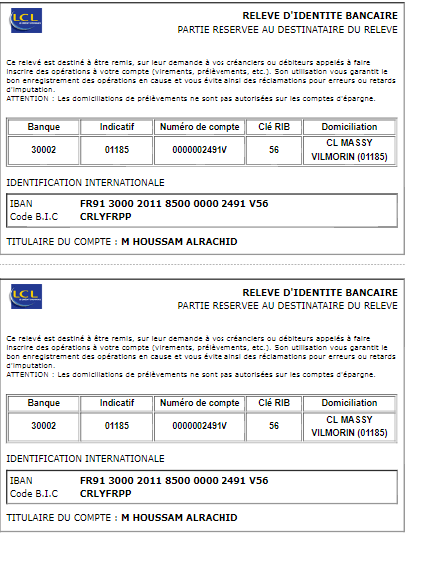 LCL
RELEVE D'IDENTITE BANCAIRE
PARTIE RESERVEE AU DESTINATAIRE DU RELEVE
Ce relevé est destiné à être remis, sur leur demande à vos créanciers ou débiteurs appelés à faire
inscrire des opérations à votre compte (virements, prélèvements, etc.). Son utilisation vous garantit le
bon enregistrement des opérations en cause et vous évite ainsi des réclamations pour erreurs ou retards
d'imputation.
ATTENTION : Les domiciliations de prélèvements ne sont pas autorisées sur les comptes d'épargne.
Banque Indicatif Numéro de compte Clé RIB Domiciliation
30002 01185 0000002491V 56 CL MASSY
VILMORIN (01185)
IDENTIFICATION INTERNATIONALE
IBAN FR91 3000 2011 8500 0000 2491 V56
Code B.I.C CRLYFRPP
TITULAIRE DU COMPTE : M HOUSSAM ALRACHID
LCL
RELEVE D'IDENTITE BANCAIRE
PARTIE RESERVEE AU DESTINATAIRE DU RELEVE
Ce relevé est destiné à être remis, sur leur demande à vos créanciers ou débiteurs appelés à faire
inscrire des opérations à votre compte (virements, prélèvements, etc.). Son utilisation vous garantit le
bon enregistrement des opérations en cause et vous évite ainsi des réclamations pour erreurs ou retards
d'imputation.
ATTENTION : Les domiciliations de prélèvements ne sont pas autorisées sur les comptes d'épargne.
Banque Indicatif Numéro de compte Clé RIB Domiciliation
30002 01185 0000002491V 56 CL MASSY
VILMORIN (01185)
IDENTIFICATION INTERNATIONALE
IBAN FR91 3000 2011 8500 0000 2491 V56
Code B.I.C CRLYFRPP
TITULAIRE DU COMPTE : M HOUSSAM ALRACHID